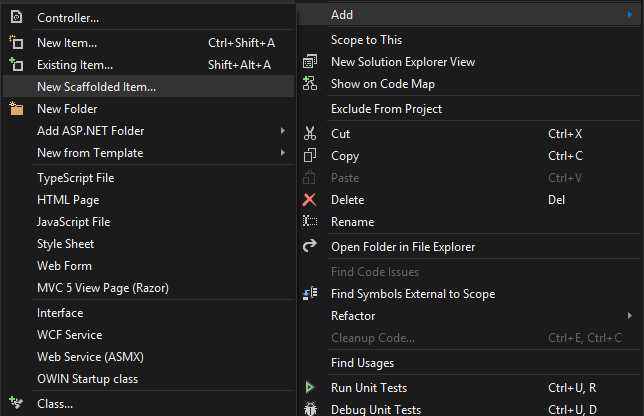 Controller...
New Item... Ctrl+Shift+A
Existing Item... Shift+Alt+A
New Scaffolded Item...
New Folder
Add ASP.NET Folder
New from Template
TypeScript File
HTML Page
JavaScript File
Style Sheet
Web Form
MVC 5 View Page (Razor)
Interface
WCF Service
Web Service (ASMX)
OWIN Startup class
Class...
Add
Scope to This
New Solution Explorer View
Show on Code Map
Exclude From Project
Cut Ctrl+X
Copy Ctrl+C
Paste Ctrl+V
Delete Del
Rename
Open Folder in File Explorer
Find Code Issues
Find Symbols External to Scope
Refactor
Cleanup Code... Ctrl+E, Ctrl+C
Find Usages
Run Unit Tests Ctrl+U, R
Debug Unit Tests Ctrl+U, D